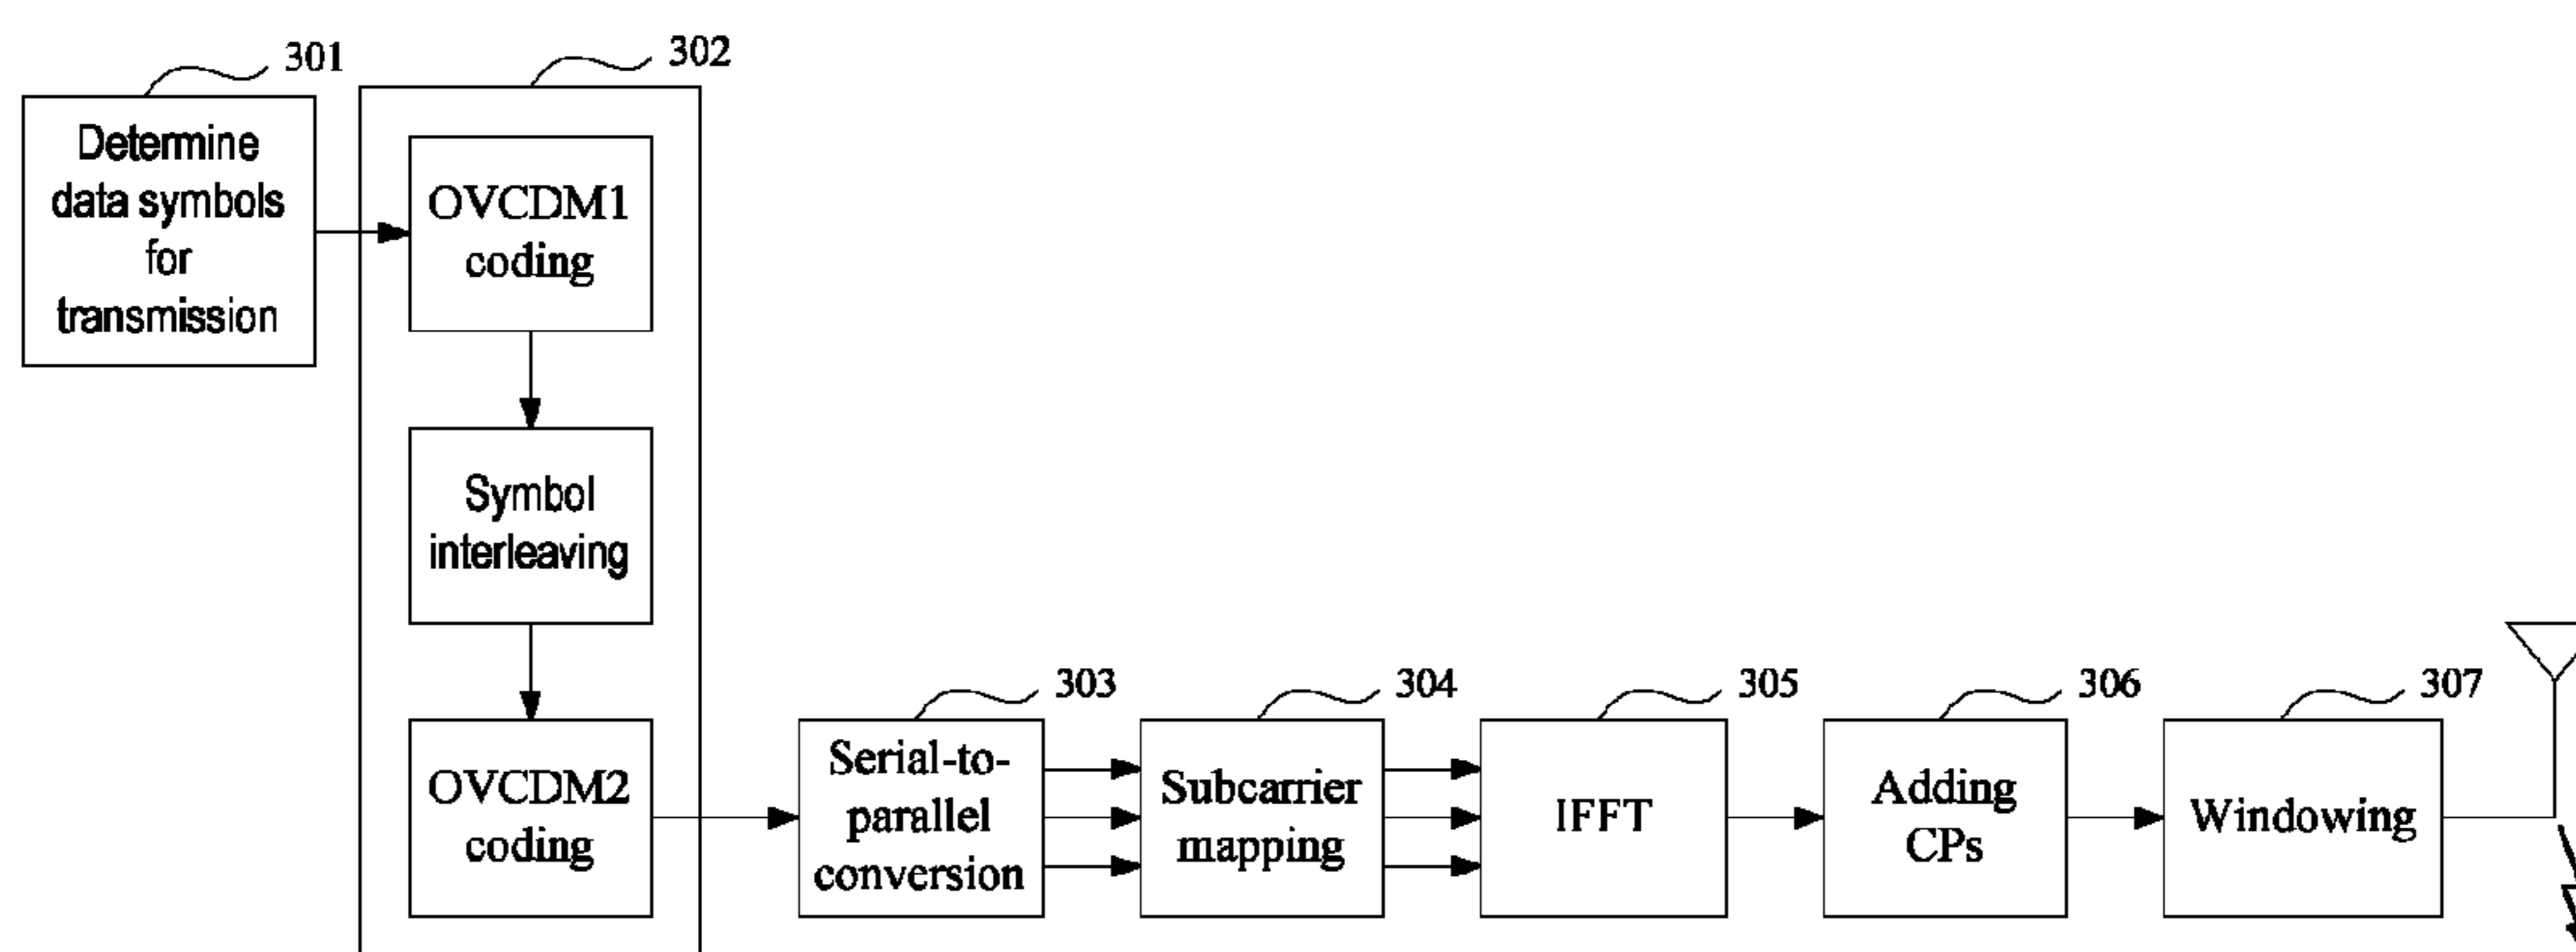 301
302
Determine
data symbols
for
transmission
OVCDM1
coding
Symbol
interleaving
OVCDM2
coding
303
304
305
306
307
Serial-to-
parallel
conversion
Subcarrier
mapping
IFFT
Adding
CPs
Windowing